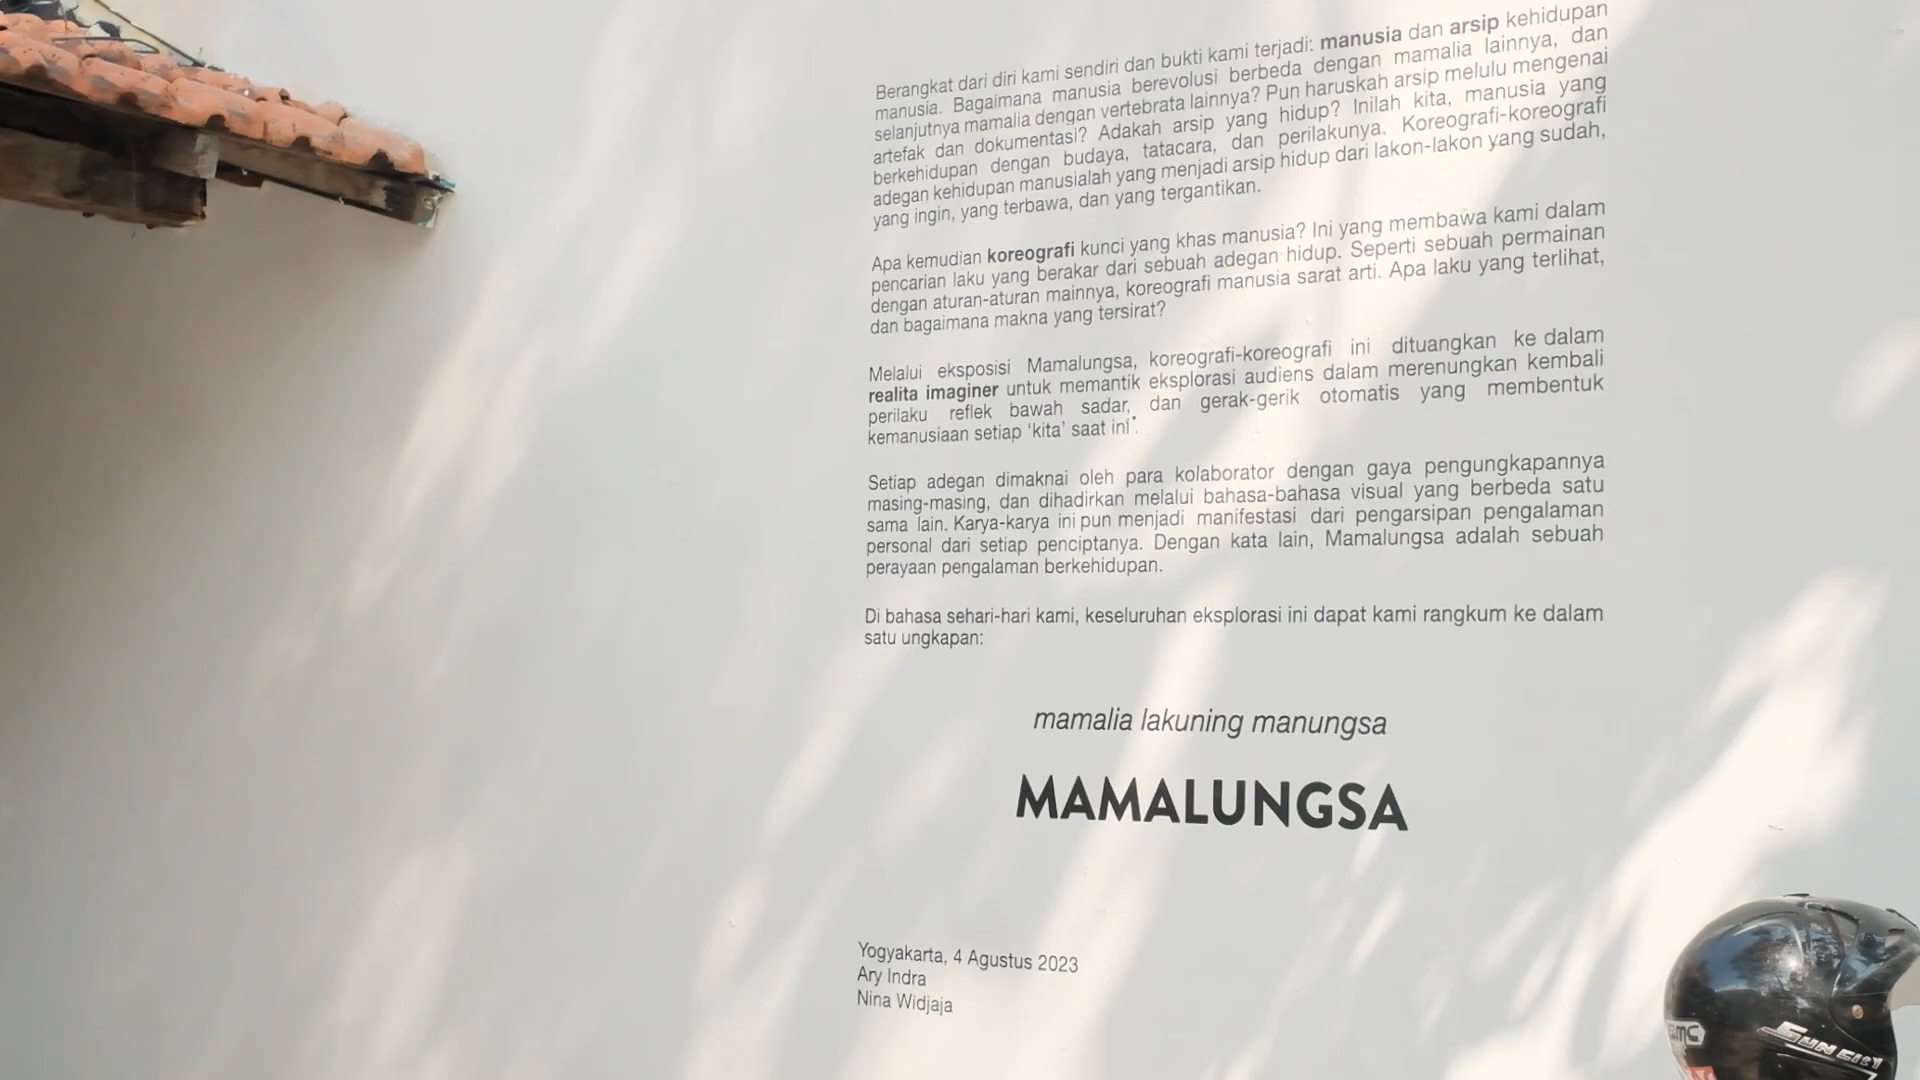 Berangkat dari diri kami sendiri dan bukti kami terjadi: manusia dan arsip kehidupan
manusia. Bagaimana manusia berevolusi berbeda dengan mamalia lainnya, dan
selanjutnya mamalia dengan vertebrata lainnya? Pun haruskah arsip melulu mengenai
artefak dan dokumentasi? Adakah arsip yang hidup? Inilah kita, manusia yang
berkehidupan dengan budaya, tatacara, dan perilakunya. Koreografi-koreografi
adegan kehidupan manusialah yang menjadi arsip hidup dari lakon-lakon yang sudah,
yang ingin, yang terbawa, dan yang tergantikan.
Apa kemudian koreografi kunci yang khas manusia? Ini yang membawa kami dalam
pencarian laku yang berakar dari sebuah adegan hidup. Seperti sebuah permainan
dengan aturan-aturan mainnya, koreografi manusia sarat arti. Apa laku yang terlihat,
dan bagaimana makna yang tersirat?
Melalui eksposisi Mamalungsa, koreografi-koreografi ini dituangkan ke dalam
realita imaginer untuk memantik eksplorasi audiens dalam merenungkan kembali
perilaku reflek bawah sadar, dan gerak-gerik otomatis yang membentuk
kemanusiaan setiap ‘kita’ saat ini.
Setiap adegan dimaknai oleh para kolaborator dengan gaya pengungkapannya
masing-masing, dan dihadirkan melalui bahasa-bahasa visual yang berbeda satu
sama lain. Karya-karya ini pun menjadi manifestasi dari pengarsipan pengalaman
personal dari setiap penciptanya. Dengan kata lain, Mamalungsa adalah sebuah
perayaan pengalaman berkehidupan.
Di bahasa sehari-hari kami, keseluruhan eksplorasi ini dapat kami rangkum ke dalam
satu ungkapan:
mamalia lakuning manungsa
MAMALUNGSA
Yogyakarta, 4 Agustus 2023
Ary Indra
Nina Widjaja
SUN CITY